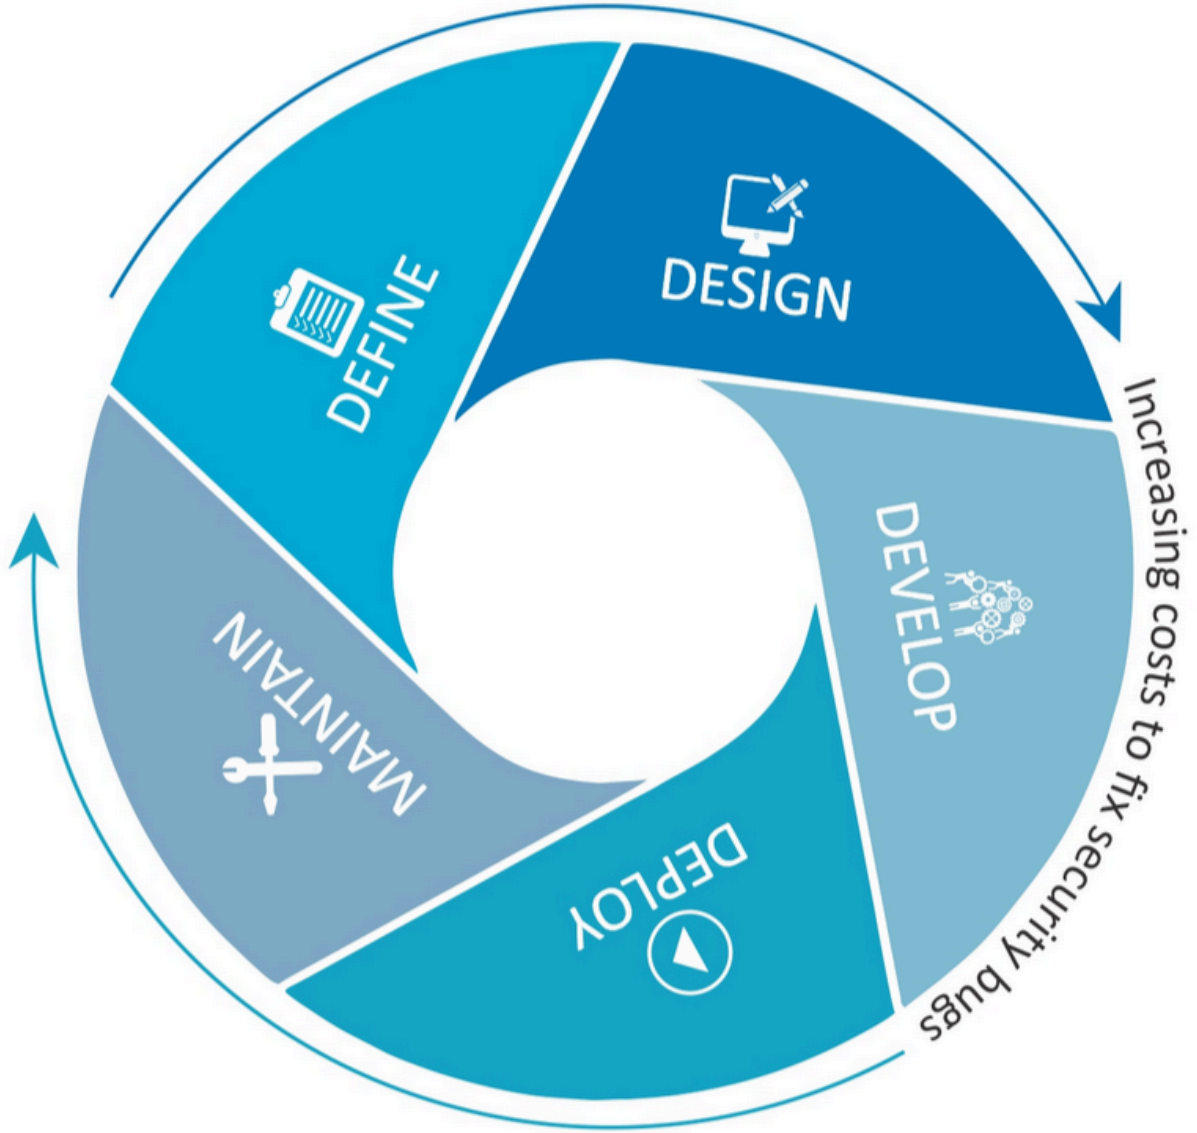 DEFINE
DESIGN
DEVELOP
DEPLOY
MAINTAIN
Increasing costs to fix security bugs